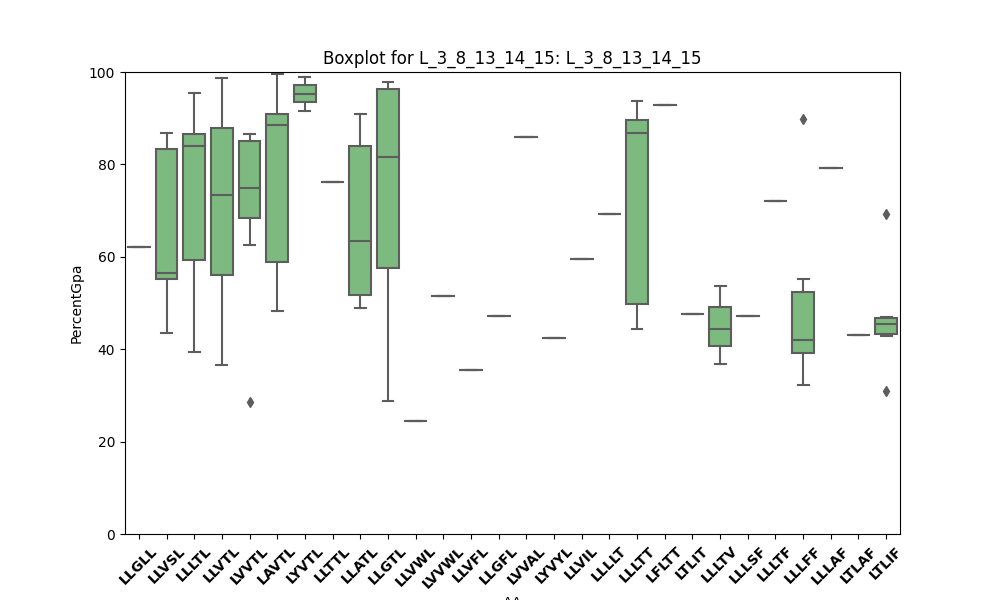 Boxplot for L_3_8_13_14_15: L_3_8_13_14_15
PercentGpa
100
80
60
40
20
0
LLGLL LLVSL LLLTL LLVTL LVVTL LAVTL LYVTL LLTTL LLATL LLGTL LLVWL LVVWL LLVFL LLGFL LVVAL LYVYL LLVIL LLLLT LLLTT LFLTT LTLIT LLLTV LLLSF LLLTF LLLFF LLLAF LTLAF LTLIF
AA